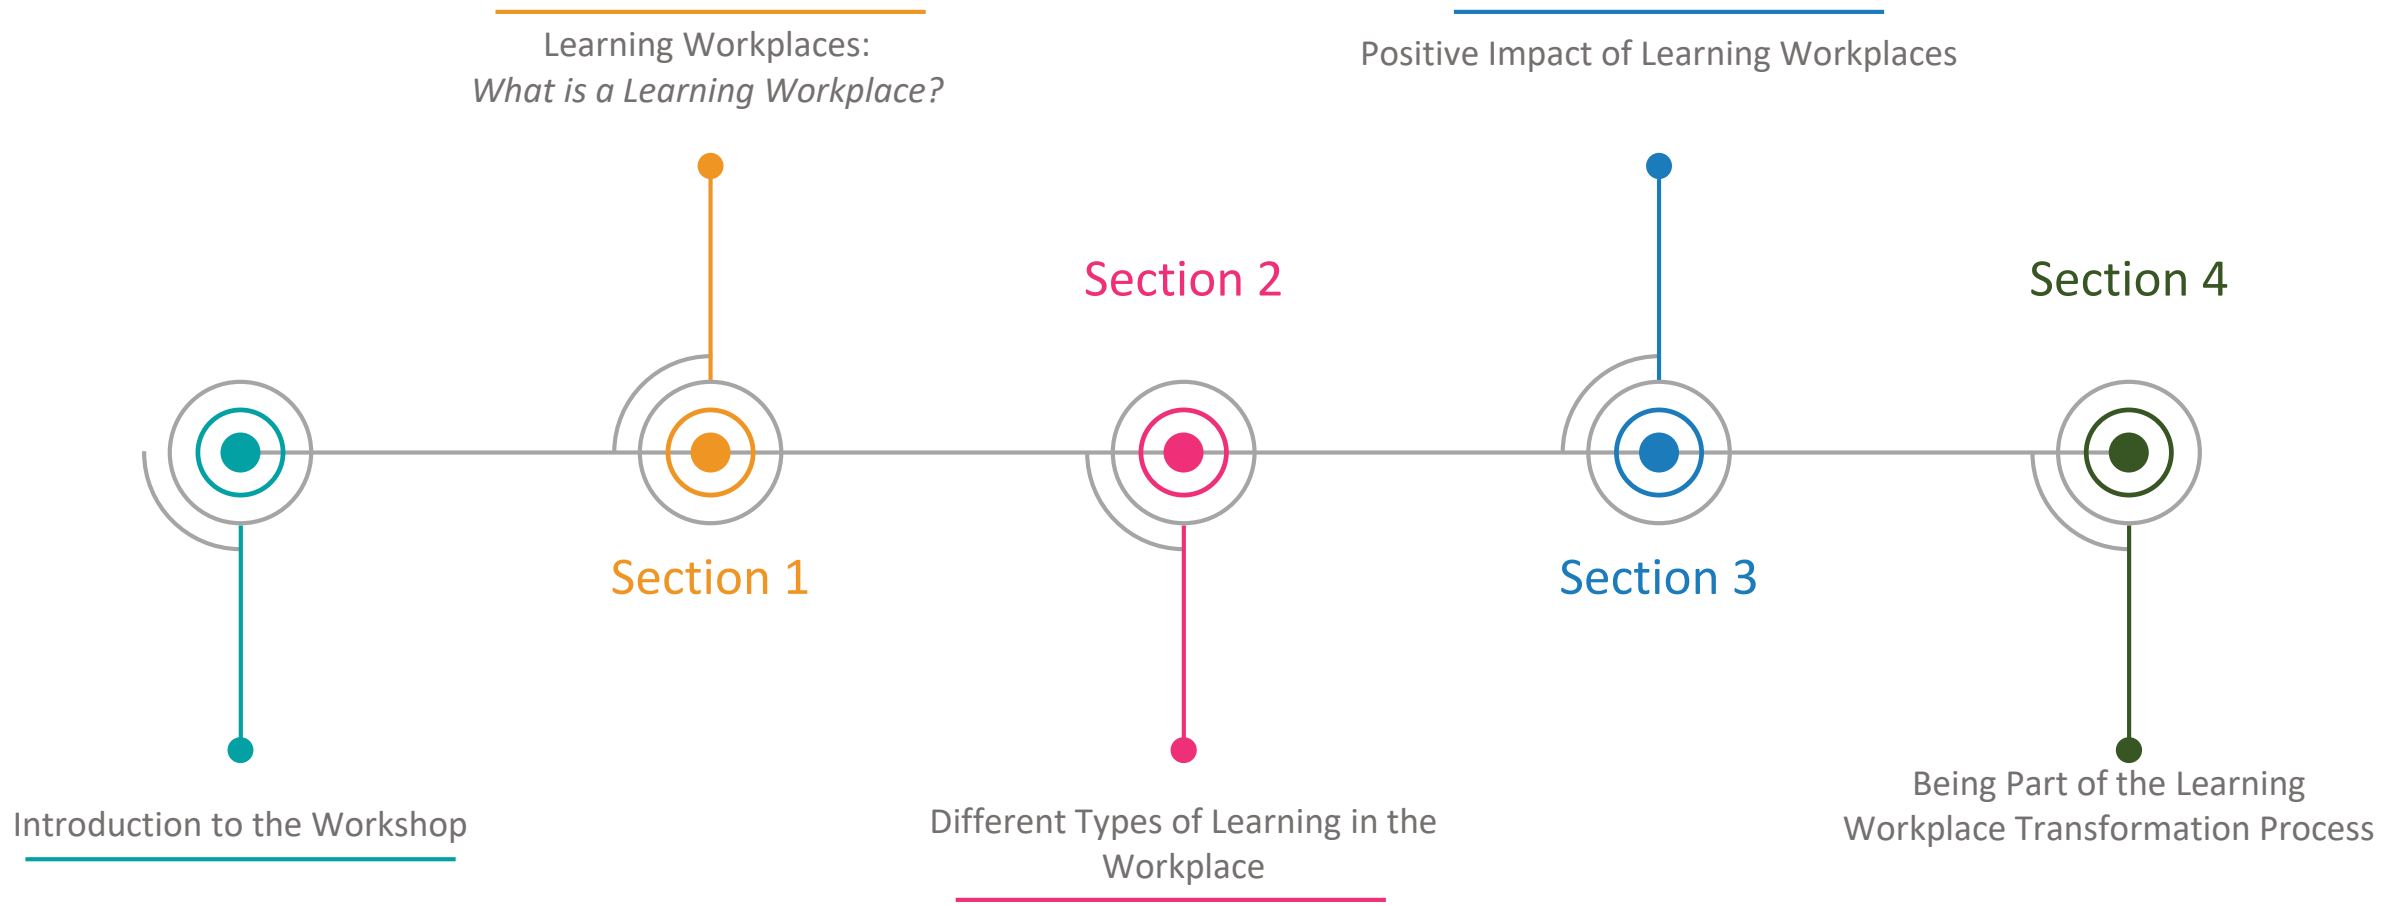 Learning Workplaces:
What is a Learning Workplace?
Positive Impact of Learning Workplaces
Section 2
Section 4
Section 1
Section 3
Introduction to the Workshop
Different Types of Learning in the
Workplace
Being Part of the Learning
Workplace Transformation Process